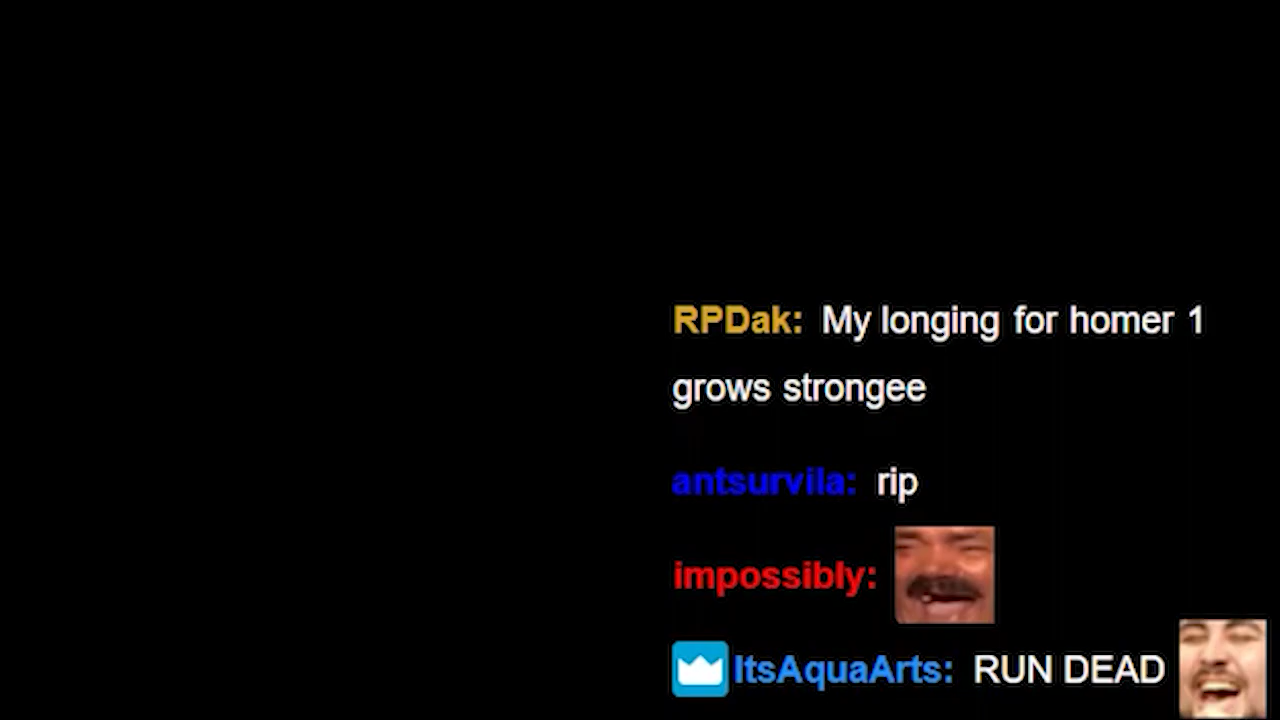 RPDak: My longing for homer 1
grows strongee
antsurvila: rip
impossibly:
ItsAquaArts: RUN DEAD